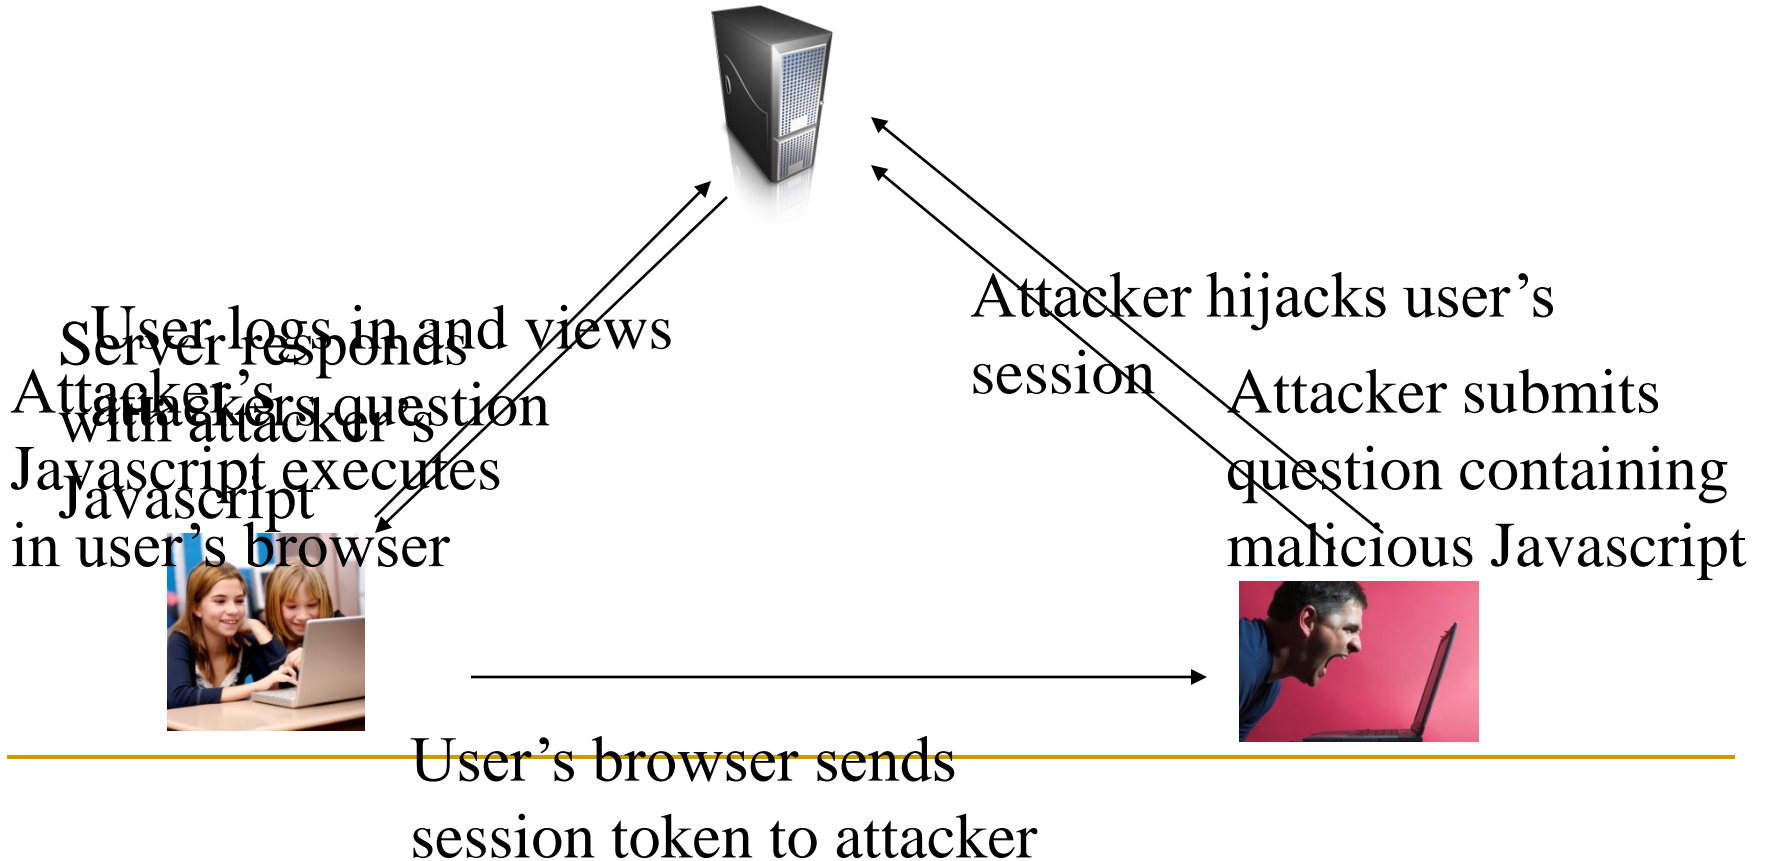 User logs in and views
attackers question
Server responds
with attacker’s
Javascript
Attacker’s
Javascript executes
in user’s browser
Attacker hijacks user’s
session
Attacker submits
question containing
malicious Javascript
User’s browser sends
session token to attacker